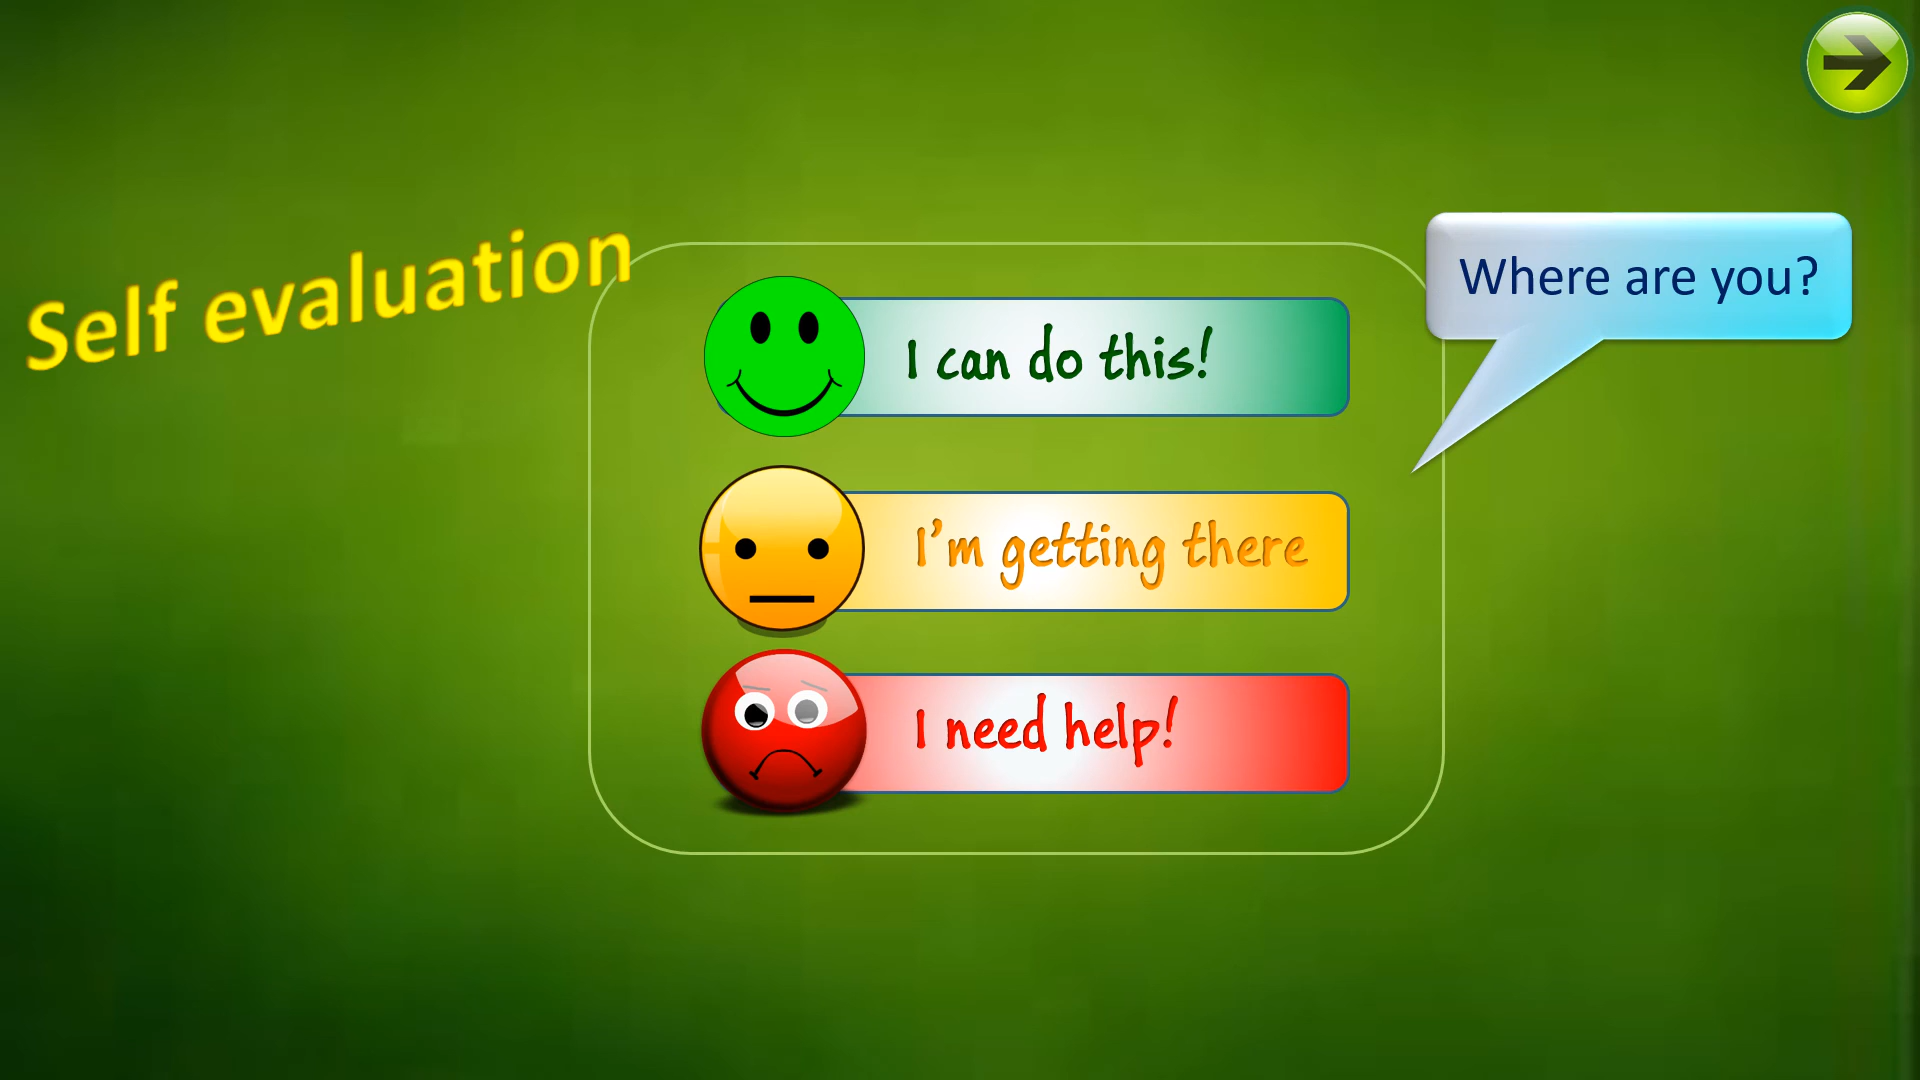 Self evaluation
Where are you?
I can do this!
I'm getting there
I need help!